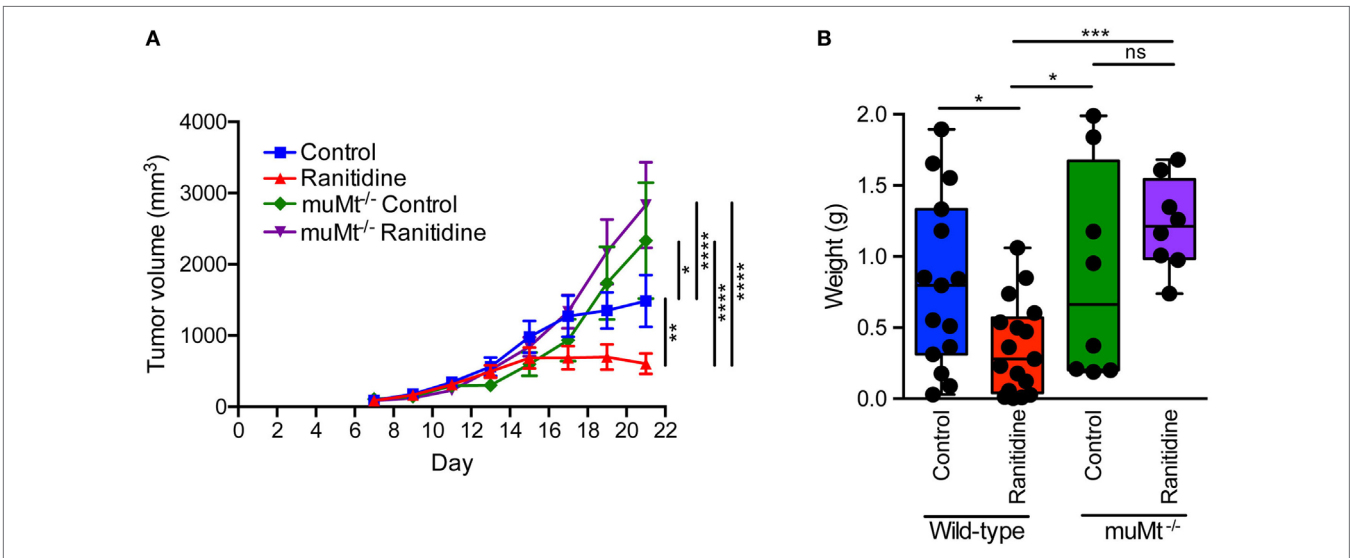 A
Tumor volume (mm³)
4000
3000
2000
1000
0
0 2 4 6 8 10 12 14 16 18 20 22
Day
Control
Ranitidine
muMt-/- Control
muMt-/- Ranitidine
**
*
****
****
****
B
***
ns
*
*
Weight (g)
2.0
1.5
1.0
0.5
0.0
Control
Ranitidine
Control
Ranitidine
Wild-type
muMt -/-